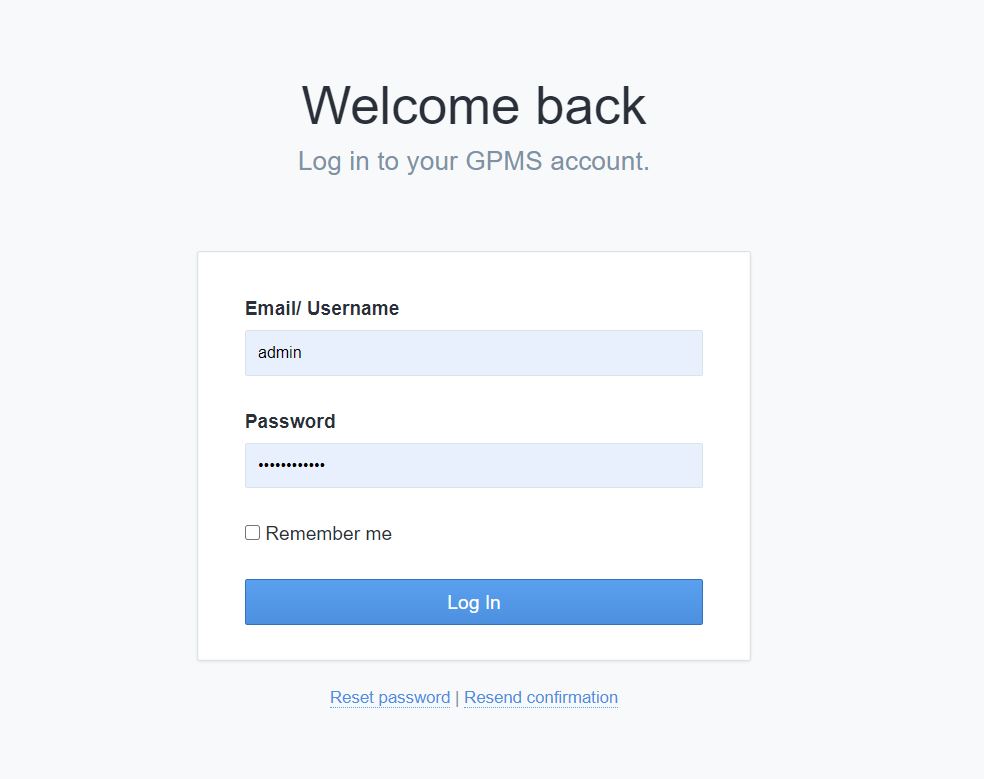 Welcome back
Log in to your GPMS account.
Email/ Username
admin
Password
••••••••••••
Remember me
Log In
Reset password | Resend confirmation